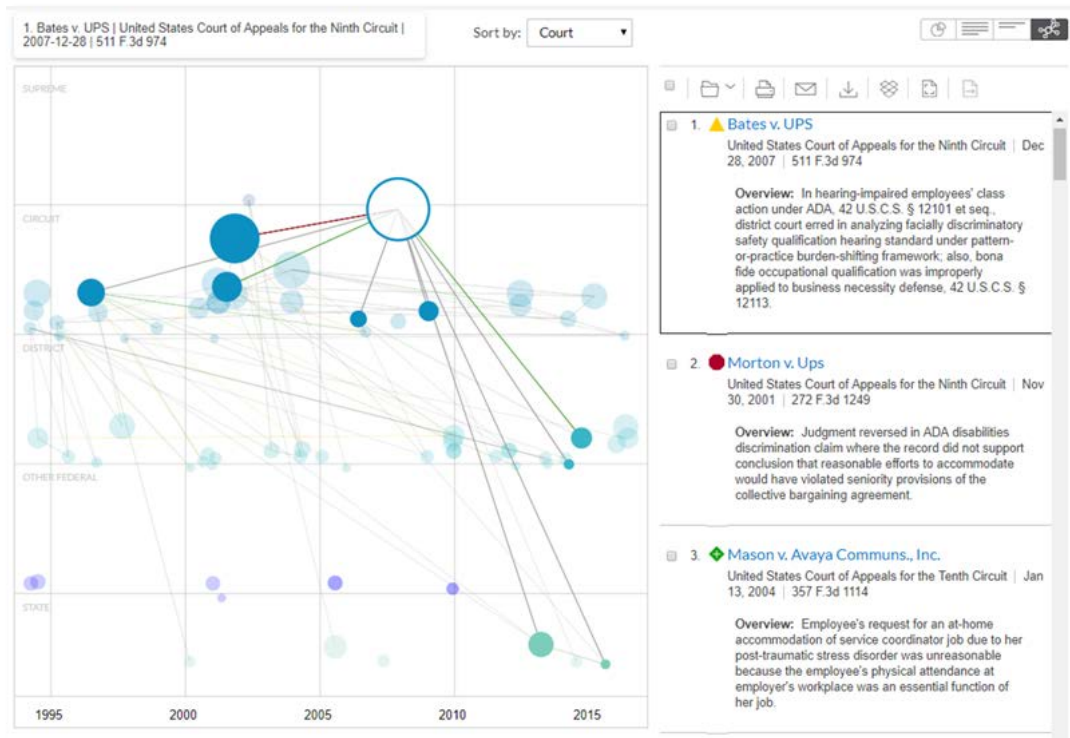 1. Bates v. UPS | United States Court of Appeals for the Ninth Circuit |
2007-12-28 | 511 F.3d 974
Sort by: Court
SUPREME
CIRCUIT
DISTRICT
OTHER FEDERAL
STATE
1995 2000 2005 2010 2015
1. Bates v. UPS
United States Court of Appeals for the Ninth Circuit | Dec
28, 2007 | 511 F.3d 974
Overview: In hearing-impaired employees' class
action under ADA, 42 U.S.C.S. § 12101 et seq.,
district court erred in analyzing facially discriminatory
safety qualification hearing standard under pattern-
or-practice burden-shifting framework; also, bona
fide occupational qualification was improperly
applied to business necessity defense, 42 U.S.C.S. §
12113.
2. Morton v. Ups
United States Court of Appeals for the Ninth Circuit | Nov
30, 2001 | 272 F.3d 1249
Overview: Judgment reversed in ADA disabilities
discrimination claim where the record did not support
conclusion that reasonable efforts to accommodate
would have violated seniority provisions of the
collective bargaining agreement.
3. Mason v. Avaya Communs., Inc.
United States Court of Appeals for the Tenth Circuit | Jan
13, 2004 | 357 F.3d 1114
Overview: Employee's request for an at-home
accommodation of service coordinator job due to her
post-traumatic stress disorder was unreasonable
because the employee's physical attendance at
employer's workplace was an essential function of
her job.